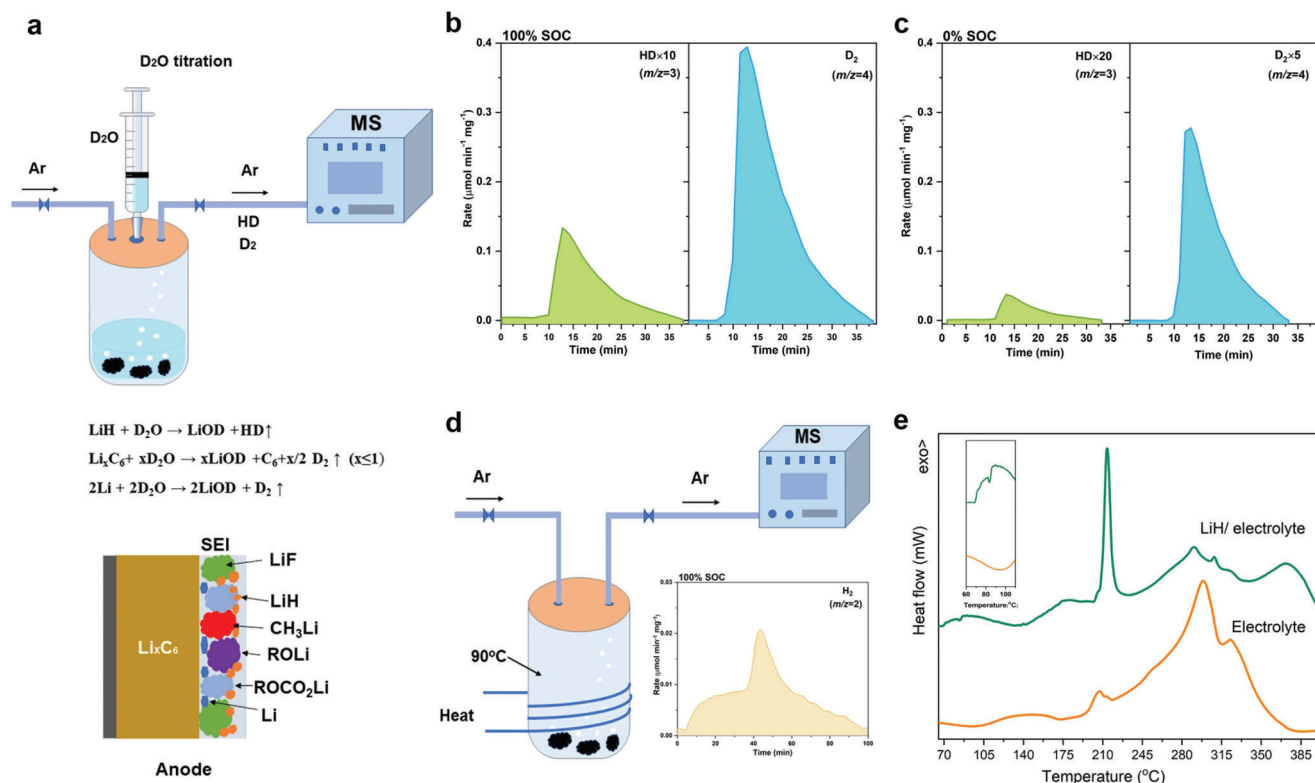 a
D2O titration
D2O
MS
Ar
Ar
HD
D2
LiH + D2O → LiOD +HD↑
LixC6+ xD2O → xLiOD +C6+x/2 D2 ↑ (x≤1)
2Li + 2D2O → 2LiOD + D2 ↑
SEI
LiF
LiH
CH3Li
ROLi
ROCO2Li
Li
LixC6
Anode
b
100% SOC
HD×10
(m/z=3)
D2
(m/z=4)
Rate (μmol min-1 mg-1)
0.4
0.3
0.2
0.1
0.0
0 5 10 15 20 25 30 35
0 5 10 15 20 25 30 35
Time (min)
Time (min)
c
0% SOC
HD×20
(m/z=3)
D2×5
(m/z=4)
Rate (μmol min-1 mg-1)
0.4
0.3
0.2
0.1
0.0
0 5 10 15 20 25 30 35
5 10 15 20 25 30 35
Time (min)
Time (min)
d
MS
Ar
Ar
90oC
Heat
100% SOC
H2
(m/z=2)
Rate (μmol min-1 mg-1)
0.03
0.02
0.01
0.00
0 20 40 60 80 100
Time (min)
e
exo>
Heat flow (mW)
60 80 100
Temperature(oC)
LiH/ electrolyte
Electrolyte
70 105 140 175 210 245 280 315 350 385
Temperature (oC)